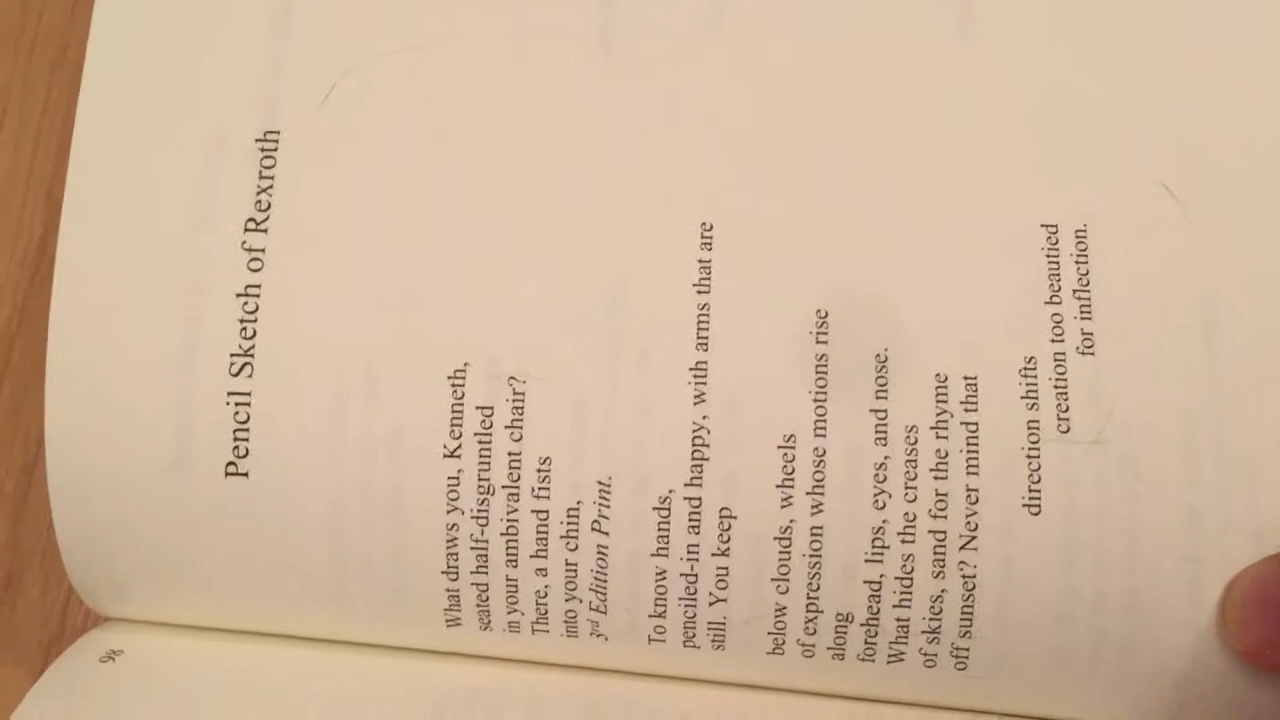 Pencil Sketch of Rexroth
What draws you, Kenneth,
seated half-disgruntled
in your ambivalent chair?
There, a hand fists
into your chin,
3rd Edition Print.
To know hands,
penciled-in and happy, with arms that are
still. You keep
below clouds, wheels
of expression whose motions rise
along
forehead, lips, eyes, and nose.
What hides the creases
of skies, sand for the rhyme
off sunset? Never mind that
direction shifts
creation too beautied
for inflection.
98